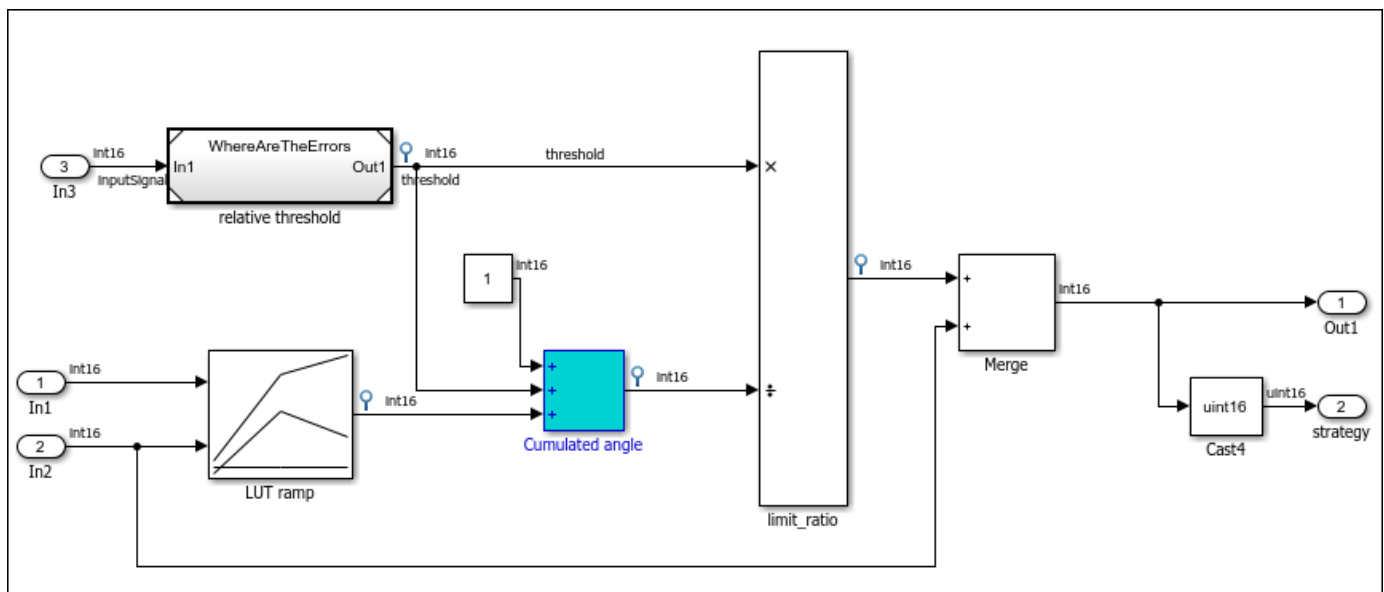 WhereAreTheErrors
3
int16
InputSignal
In1
Out1
int16
threshold
threshold
In3
relative threshold
×
1
int16
int16
+
int16
1
Out1
1
int16
In1
+
+
+
int16
+
Merge
int16
÷
2
int16
In2
int16
Cumulated angle
uint16
uint16
2
strategy
Cast4
LUT ramp
limit_ratio